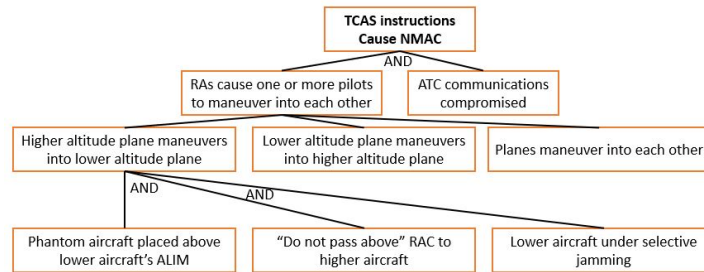 TCAS instructions
Cause NMAC
AND
RAs cause one or more pilots
to maneuver into each other
ATC communications
compromised
Higher altitude plane maneuvers
into lower altitude plane
Lower altitude plane maneuvers
into higher altitude plane
Planes maneuver into each other
AND
AND
Phantom aircraft placed above
lower aircraft's ALIM
“Do not pass above” RAC to
higher aircraft
Lower aircraft under selective
jamming